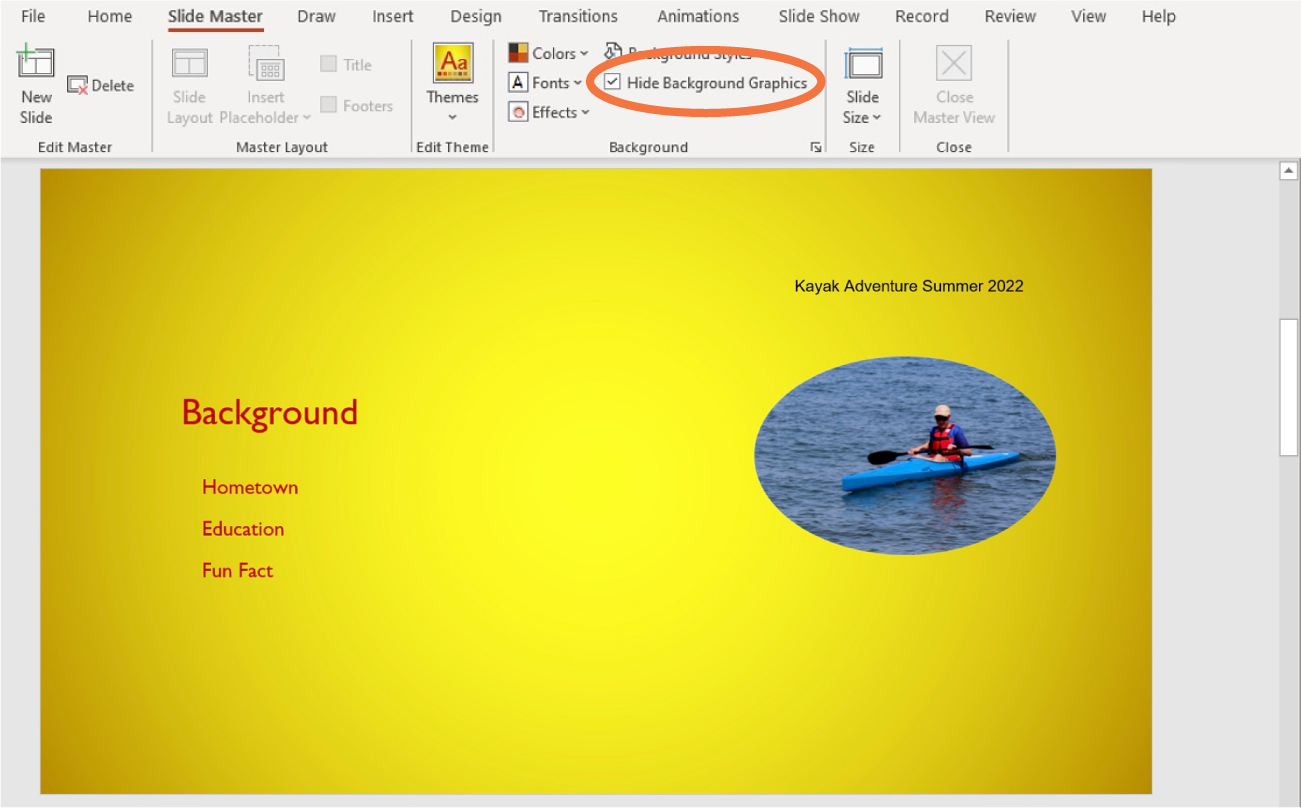 File Home Slide Master Draw Insert Design Transitions Animations Slide Show Record Review View Help
New Slide
Delete
Edit Master
Slide Layout
Insert Placeholder
Title
Footers
Master Layout
Aa
Themes
Edit Theme
Colors
A Fonts
Effects
Background Styles
Hide Background Graphics
Background
Slide Size
Size
Close Master View
Close
Kayak Adventure Summer 2022
Background
Hometown
Education
Fun Fact